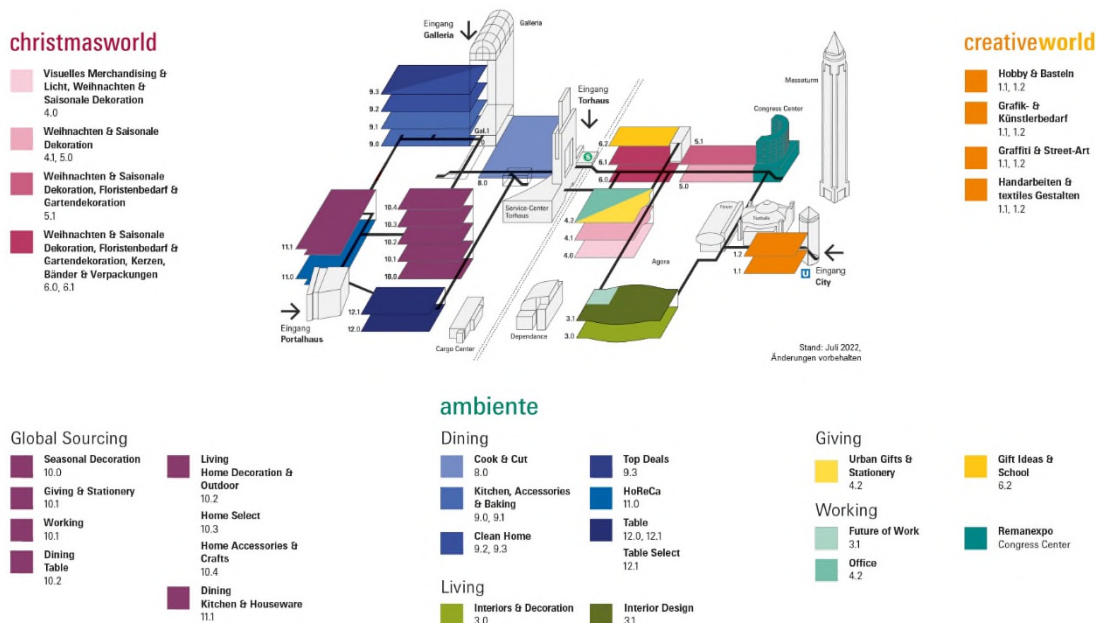 christmasworld
Visuelles Merchandising &
Licht, Weihnachten &
Saisonale Dekoration
4.0
Weihnachten & Saisonale
Dekoration
4.1, 5.0
Weihnachten & Saisonale
Dekoration, Floristenbedarf &
Gartendekoration
5.1
Weihnachten & Saisonale
Dekoration, Floristenbedarf &
Gartendekoration, Kerzen,
Bänder & Verpackungen
6.0, 6.1
Eingang
Galleria
Galleria
9.3
9.2
9.1
9.0
Gal.1
8.0
Eingang
Torhaus
S
Service-Center
Torhaus
6.2
6.1
6.0
5.1
5.0
Congress Center
Messeturm
4.2
4.1
4.0
Agora
Forum
Festhalle
1.2
1.1
U
Eingang
City
11.1
11.0
10.4
10.3
10.2
10.1
10.0
12.1
12.0
Eingang
Portalhaus
Cargo Center
Dependance
3.1
3.0
Stand: Juli 2022,
Änderungen vorbehalten
creativeworld
Hobby & Basteln
1.1, 1.2
Grafik- &
Künstlerbedarf
1.1, 1.2
Graffiti & Street-Art
1.1, 1.2
Handarbeiten &
textiles Gestalten
1.1, 1.2
ambiente
Global Sourcing
Seasonal Decoration
10.0
Giving & Stationery
10.1
Working
10.1
Dining
Table
10.2
Living
Home Decoration &
Outdoor
10.2
Home Select
10.3
Home Accessories &
Crafts
10.4
Dining
Kitchen & Houseware
11.1
Dining
Cook & Cut
8.0
Kitchen, Accessories
& Baking
9.0, 9.1
Clean Home
9.2, 9.3
Top Deals
9.3
HoReCa
11.0
Table
12.0, 12.1
Table Select
12.1
Living
Interiors & Decoration
3.0
Interior Design
3.1
Giving
Urban Gifts &
Stationery
4.2
Gift Ideas &
School
6.2
Working
Future of Work
3.1
Office
4.2
Remanexpo
Congress Center